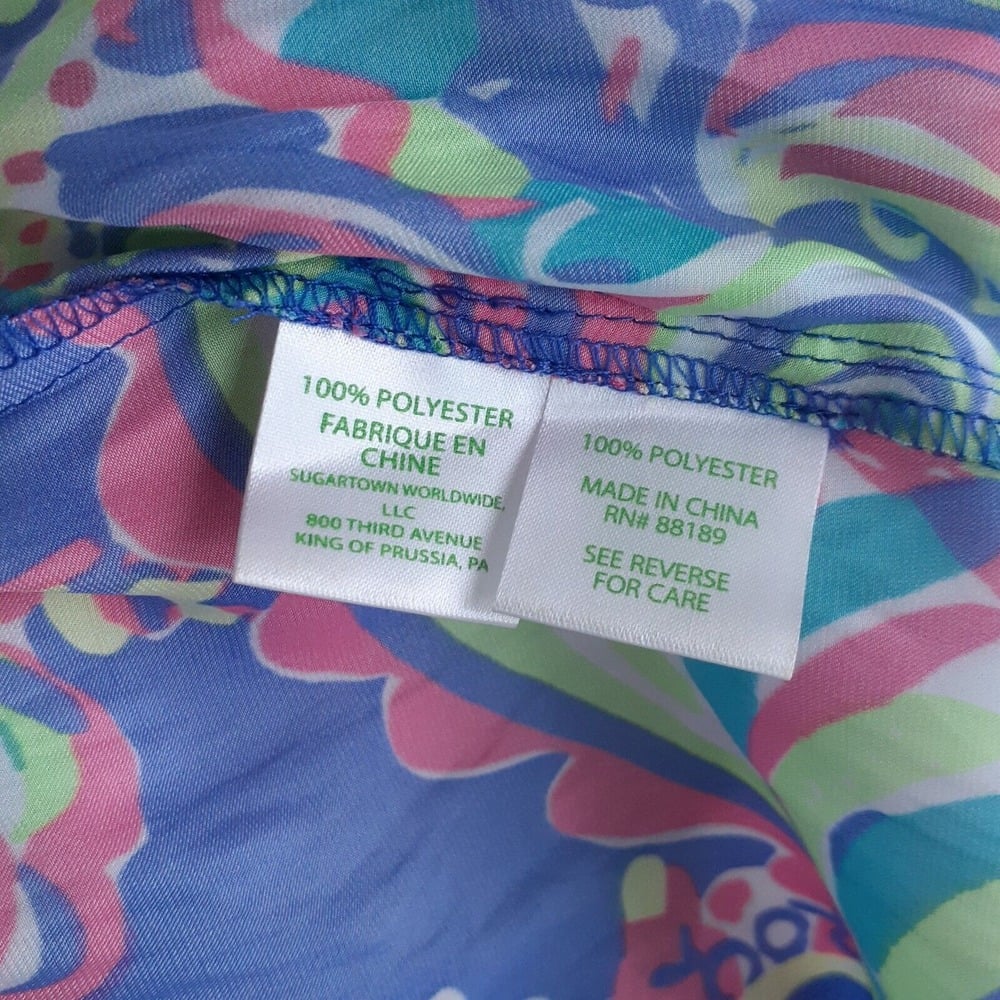 100% POLYESTER
FABRIQUE EN
CHINE
SUGARTOWN WORLDWIDE,
LLC
800 THIRD AVENUE
KING OF PRUSSIA, PA
100% POLYESTER
MADE IN CHINA
RN# 88189
SEE REVERSE
FOR CARE